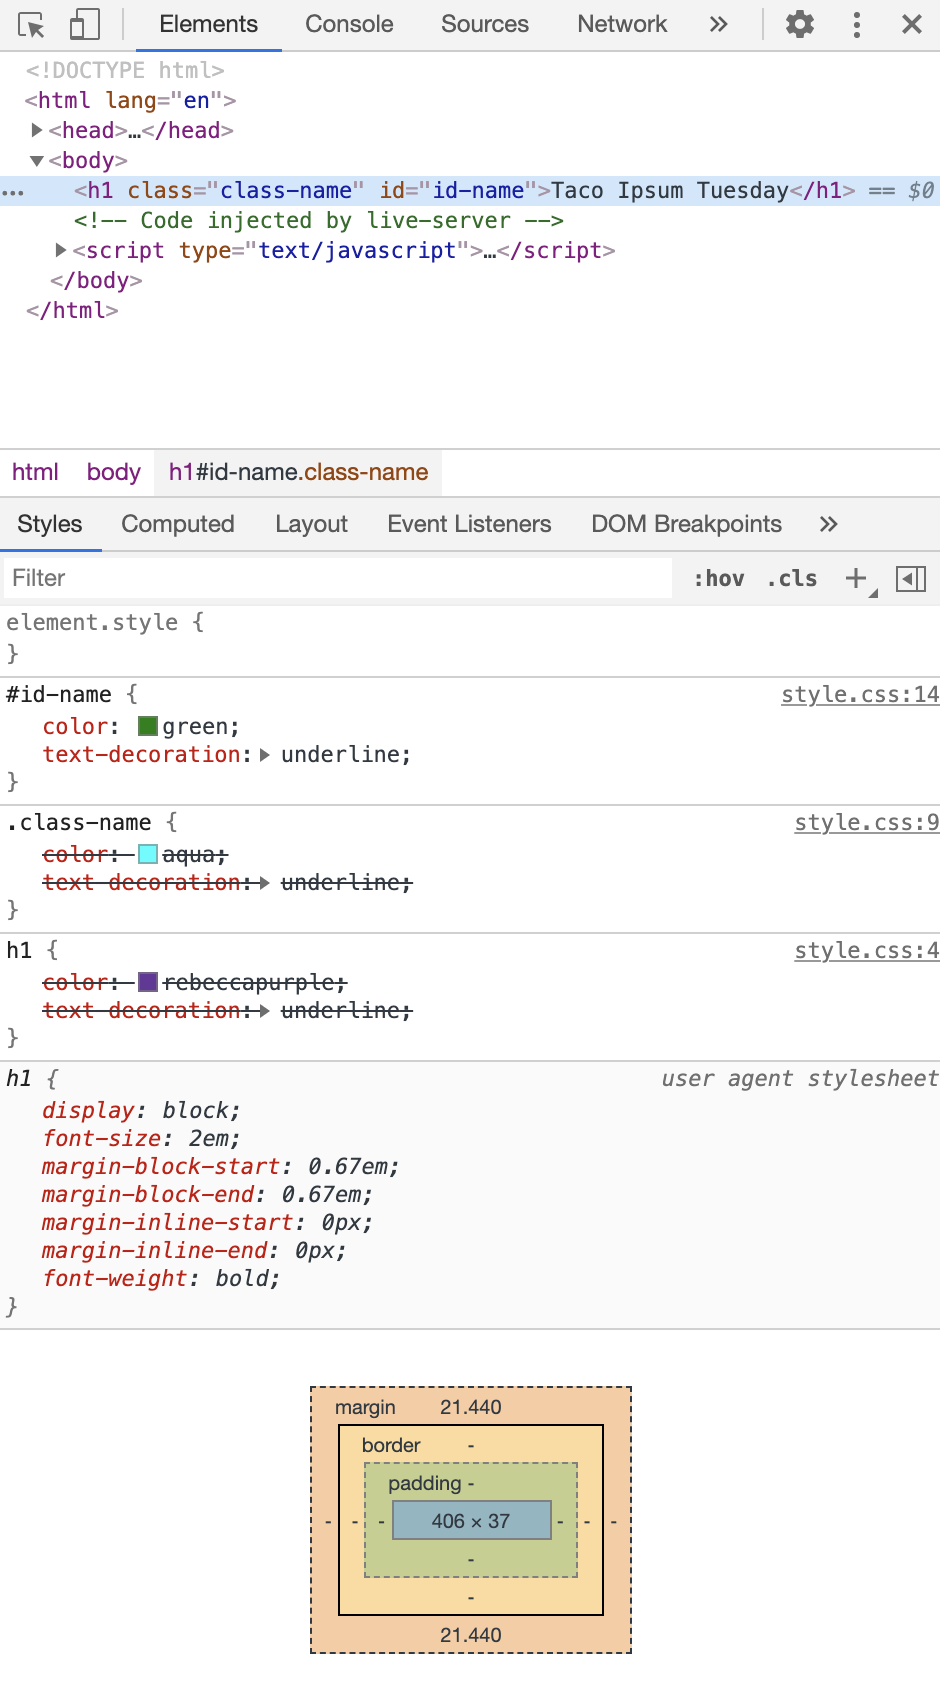 Elements Console Sources Network »
<!DOCTYPE html>
<html lang="en">
▶<head>…</head>
▼<body>
… <h1 class="class-name" id="id-name">Taco Ipsum Tuesday</h1> == $0
<!-- Code injected by live-server -->
▶<script type="text/javascript">…</script>
</body>
</html>
html body h1#id-name.class-name
Styles Computed Layout Event Listeners DOM Breakpoints »
Filter :hov .cls +
element.style {
}
#id-name { style.css:14
color: green;
text-decoration:▶ underline;
}
.class-name { style.css:9
color: aqua;
text-decoration:▶ underline;
}
h1 { style.css:4
color: rebeccapurple;
text-decoration:▶ underline;
}
h1 { user agent stylesheet
display: block;
font-size: 2em;
margin-block-start: 0.67em;
margin-block-end: 0.67em;
margin-inline-start: 0px;
margin-inline-end: 0px;
font-weight: bold;
}
margin 21.440
border -
padding -
- - - 406 × 37 - - -
-
-
21.440